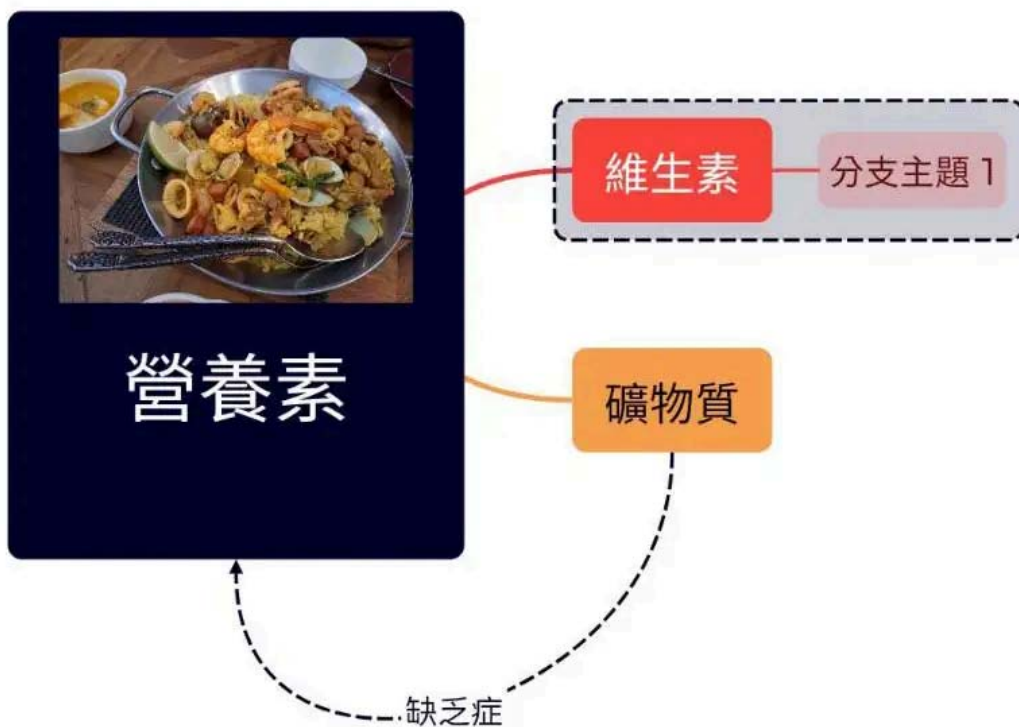 營養素
維生素
分支主題 1
礦物質
缺乏症